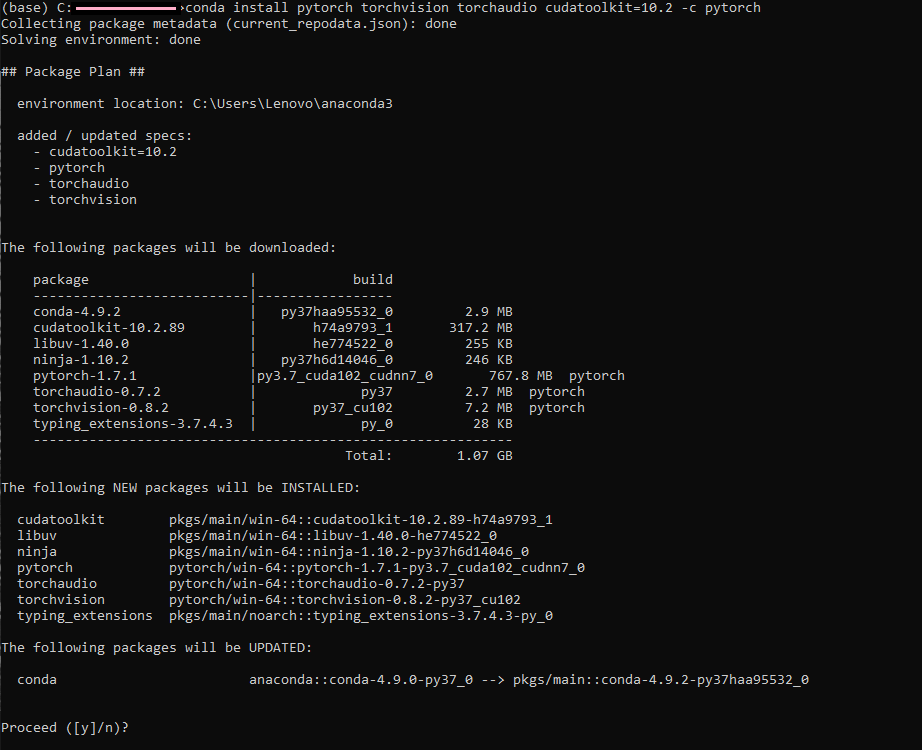 (base) C: >conda install pytorch torchvision torchaudio cudatoolkit=10.2 -c pytorch
Collecting package metadata (current_repodata.json): done
Solving environment: done
## Package Plan ##
environment location: C:\Users\Lenovo\anaconda3
added / updated specs:
- cudatoolkit=10.2
- pytorch
- torchaudio
- torchvision
The following packages will be downloaded:
package | build
---------------------------|-----------------
conda-4.9.2 | py37haa95532_0 2.9 MB
cudatoolkit-10.2.89 | h74a9793_1 317.2 MB
libuv-1.40.0 | he774522_0 255 KB
ninja-1.10.2 | py37h6d14046_0 246 KB
pytorch-1.7.1 |py3.7_cuda102_cudnn7_0 767.8 MB pytorch
torchaudio-0.7.2 | py37 2.7 MB pytorch
torchvision-0.8.2 | py37_cu102 7.2 MB pytorch
typing_extensions-3.7.4.3 | py_0 28 KB
------------------------------------------------------------
Total: 1.07 GB
The following NEW packages will be INSTALLED:
cudatoolkit pkgs/main/win-64::cudatoolkit-10.2.89-h74a9793_1
libuv pkgs/main/win-64::libuv-1.40.0-he774522_0
ninja pkgs/main/win-64::ninja-1.10.2-py37h6d14046_0
pytorch pytorch/win-64::pytorch-1.7.1-py3.7_cuda102_cudnn7_0
torchaudio pytorch/win-64::torchaudio-0.7.2-py37
torchvision pytorch/win-64::torchvision-0.8.2-py37_cu102
typing_extensions pkgs/main/noarch::typing_extensions-3.7.4.3-py_0
The following packages will be UPDATED:
conda anaconda::conda-4.9.0-py37_0 --> pkgs/main::conda-4.9.2-py37haa95532_0
Proceed ([y]/n)?